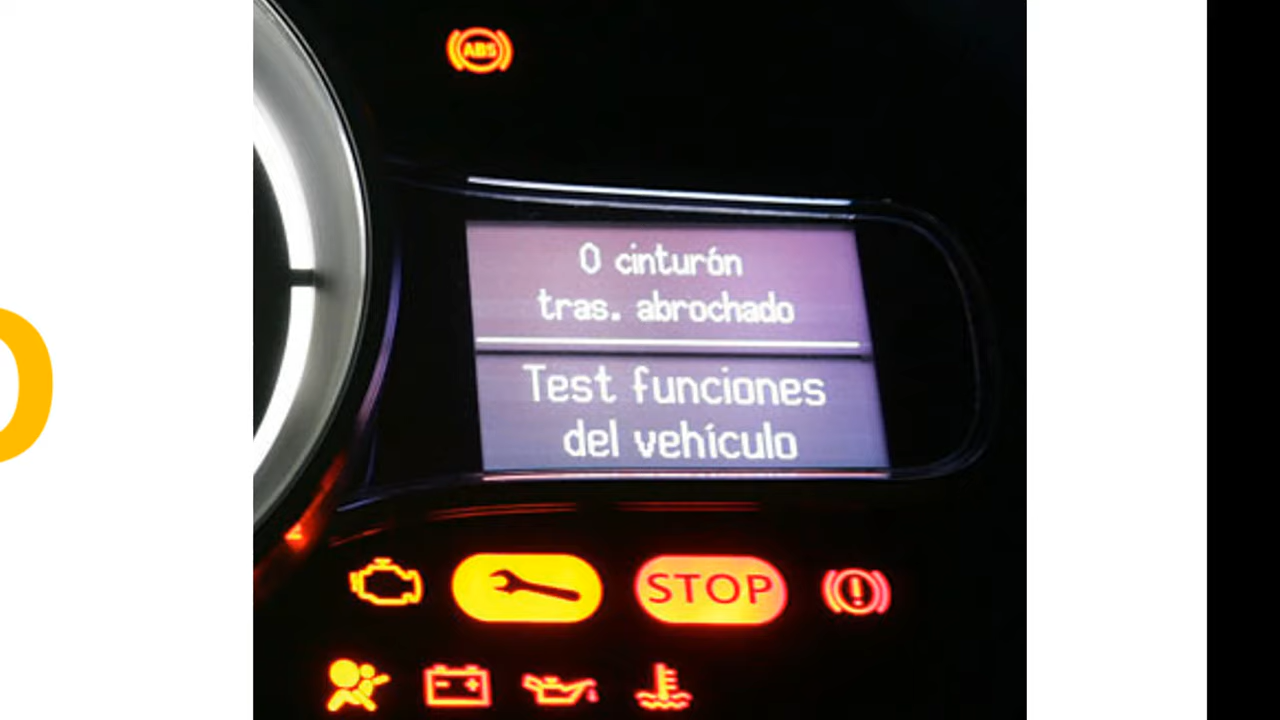 ABS
0 cinturón
tras. abrochado
Test funciones
del vehículo
STOP